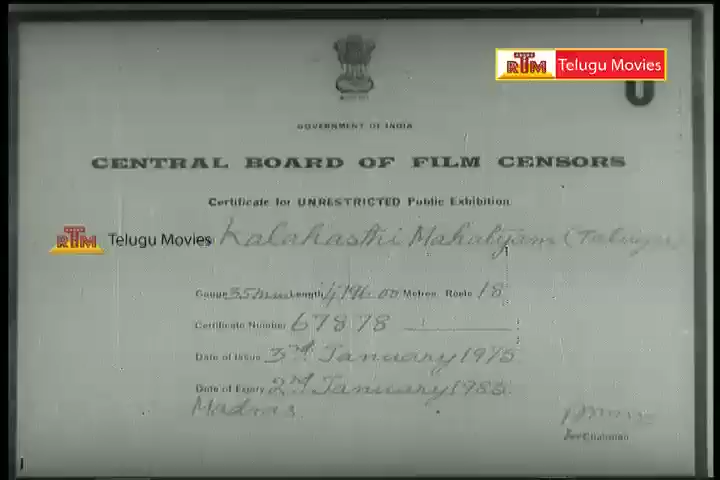 RTM Telugu Movies
U
GOVERNMENT OF INDIA
CENTRAL BOARD OF FILM CENSORS
Certificate for UNRESTRICTED Public Exhibition
RTM Telugu Movies
Kalahasthi Mahatyam (Telugu)
Gauge 35mm Length 4196.00 Metres Reels 18
Certificate Number 67878
Date of Issue 3rd January 1975
Date of Expiry 2nd January 1985
Madras
for Chairman